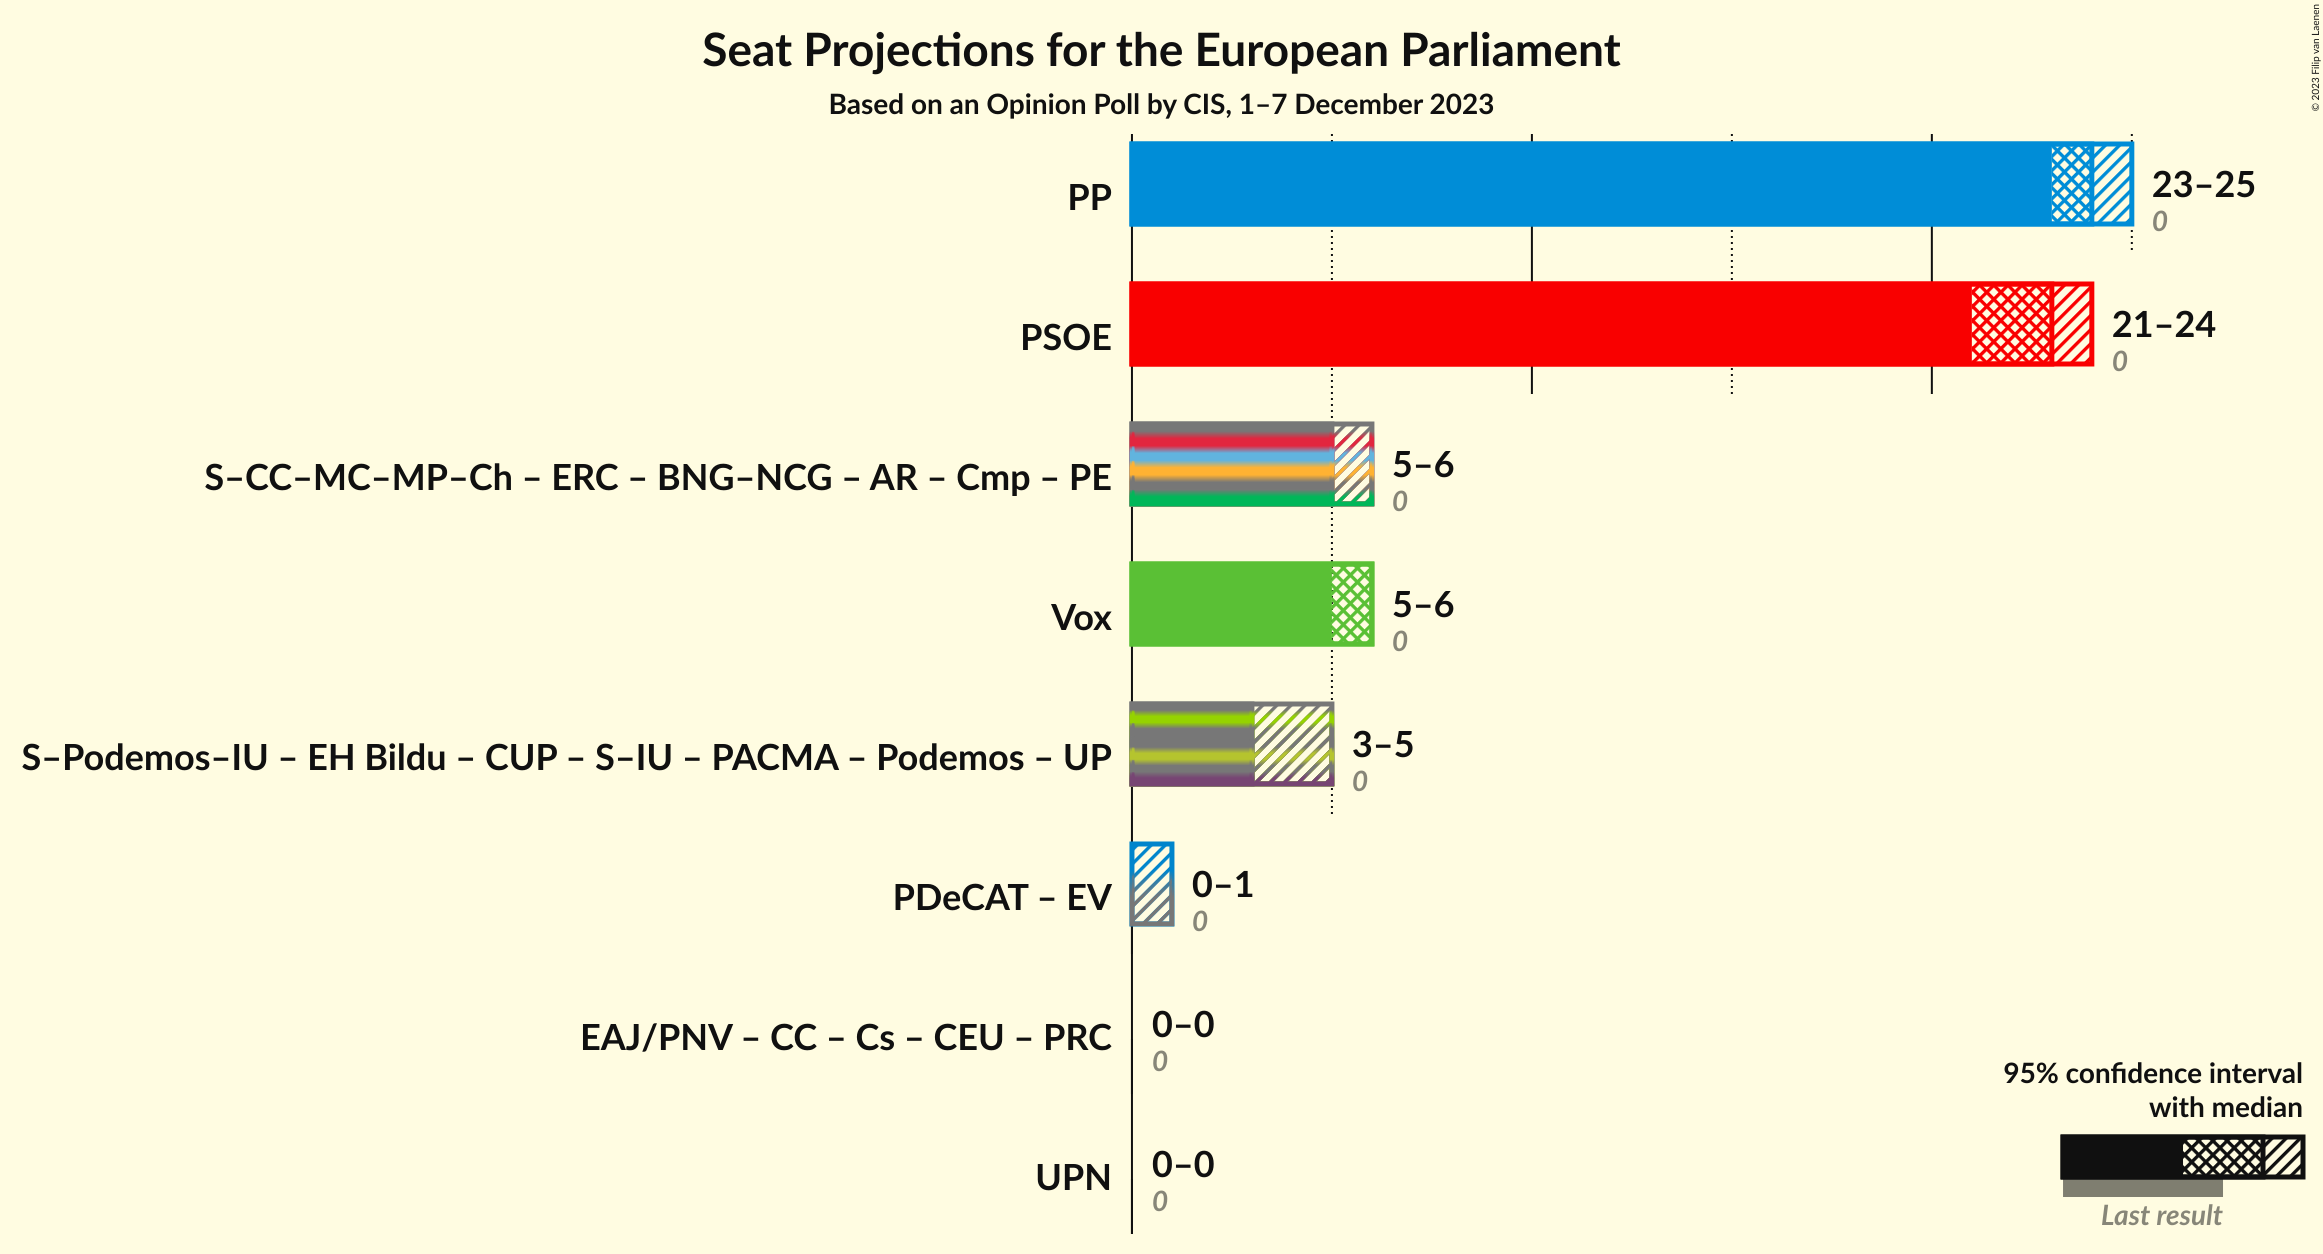 Seat Projections for the European Parliament
Based on an Opinion Poll by CIS, 1–7 December 2023
© 2023 Filip van Laenen
PP
23–25
0
PSOE
21–24
0
S–CC–MC–MP–Ch – ERC – BNG–NCG – AR – Cmp – PE
5–6
0
Vox
5–6
0
S–Podemos–IU – EH Bildu – CUP – S–IU – PACMA – Podemos – UP
3–5
0
PDeCAT – EV
0–1
0
EAJ/PNV – CC – Cs – CEU – PRC
0–0
0
UPN
0–0
0
95% confidence interval
with median
Last result